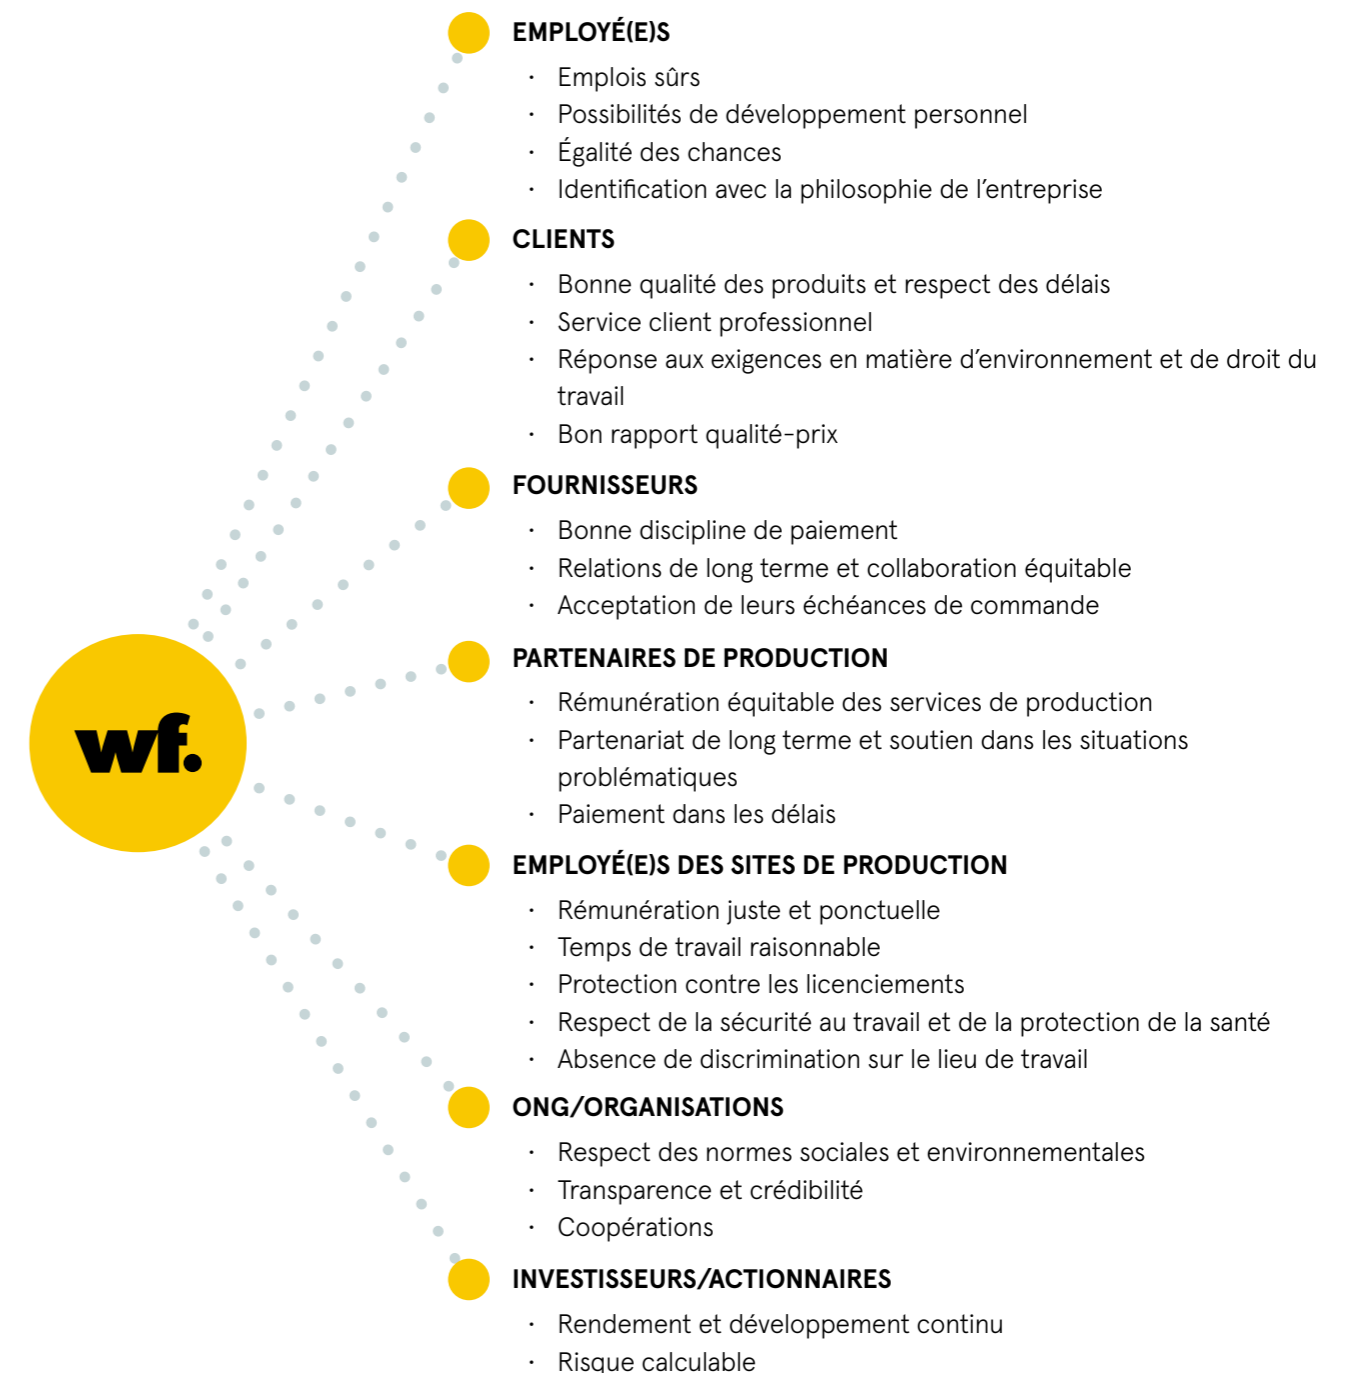 EMPLOYÉ(E)S
· Emplois sûrs
· Possibilités de développement personnel
· Égalité des chances
· Identification avec la philosophie de l’entreprise
CLIENTS
· Bonne qualité des produits et respect des délais
· Service client professionnel
· Réponse aux exigences en matière d’environnement et de droit du
travail
· Bon rapport qualité-prix
FOURNISSEURS
· Bonne discipline de paiement
· Relations de long terme et collaboration équitable
· Acceptation de leurs échéances de commande
wf.
PARTENAIRES DE PRODUCTION
· Rémunération équitable des services de production
· Partenariat de long terme et soutien dans les situations
problématiques
· Paiement dans les délais
EMPLOYÉ(E)S DES SITES DE PRODUCTION
· Rémunération juste et ponctuelle
· Temps de travail raisonnable
· Protection contre les licenciements
· Respect de la sécurité au travail et de la protection de la santé
· Absence de discrimination sur le lieu de travail
ONG/ORGANISATIONS
· Respect des normes sociales et environnementales
· Transparence et crédibilité
· Coopérations
INVESTISSEURS/ACTIONNAIRES
· Rendement et développement continu
· Risque calculable